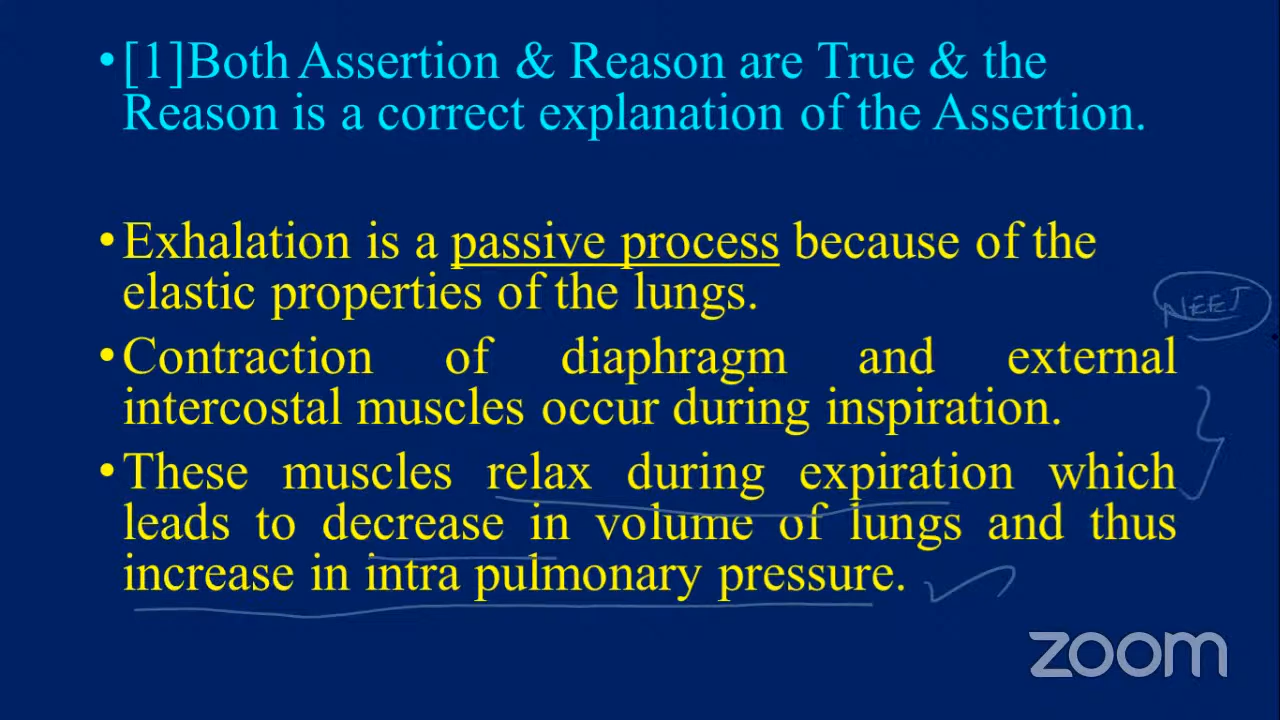 •[1]Both Assertion & Reason are True & the
Reason is a correct explanation of the Assertion.
•Exhalation is a passive process because of the
elastic properties of the lungs.
NEET
•Contraction of diaphragm and external
intercostal muscles occur during inspiration.
•These muscles relax during expiration which
leads to decrease in volume of lungs and thus
increase in intra pulmonary pressure.
zoom